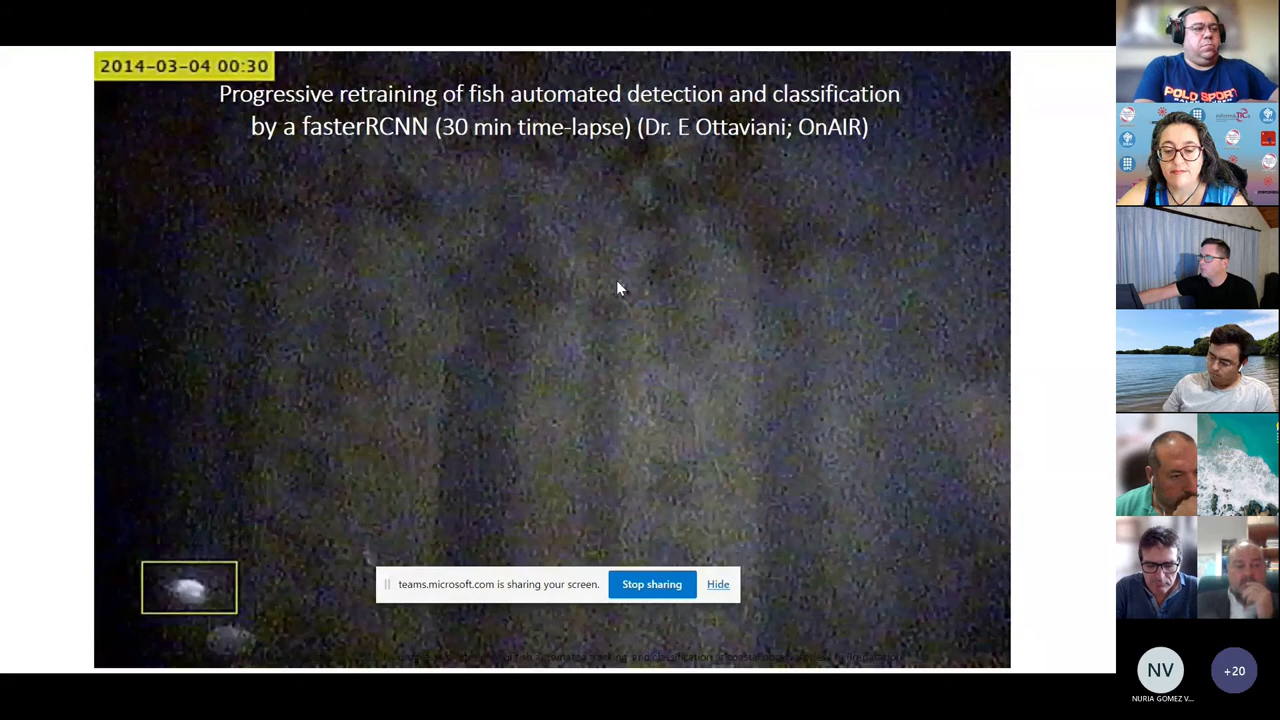 2014-03-04 00:30
Progressive retraining of fish automated detection and classification
by a fasterRCNN (30 min time-lapse) (Dr. E Ottaviani; OnAIR)
teams.microsoft.com is sharing your screen.
Stop sharing
Hide
POLO SPORT
NV
+20
NURIA GOMEZ V...